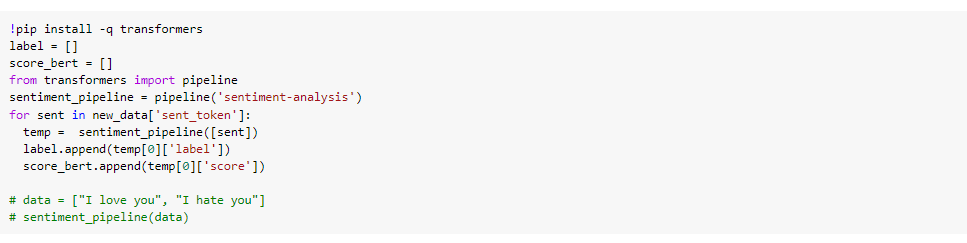 !pip install -q transformers
label = []
score_bert = []
from transformers import pipeline
sentiment_pipeline = pipeline('sentiment-analysis')
for sent in new_data['sent_token']:
  temp =  sentiment_pipeline([sent])
  label.append(temp[0]['label'])
  score_bert.append(temp[0]['score'])

# data = ["I love you", "I hate you"]
# sentiment_pipeline(data)